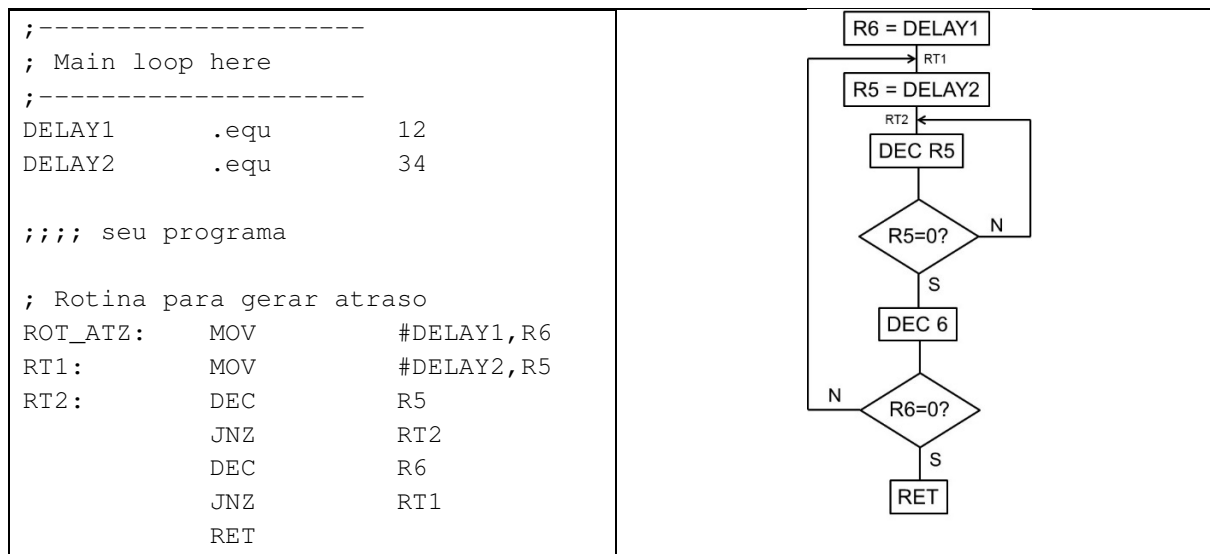 ;---------------------
; Main loop here
;---------------------
DELAY1 .equ 12
DELAY2 .equ 34
;;;; seu programa
; Rotina para gerar atraso
ROT_ATZ: MOV #DELAY1,R6
RT1: MOV #DELAY2,R5
RT2: DEC R5
JNZ RT2
DEC R6
JNZ RT1
RET
R6 = DELAY1
RT1
R5 = DELAY2
RT2
DEC R5
R5=0?
N
S
DEC 6
N
R6=0?
S
RET